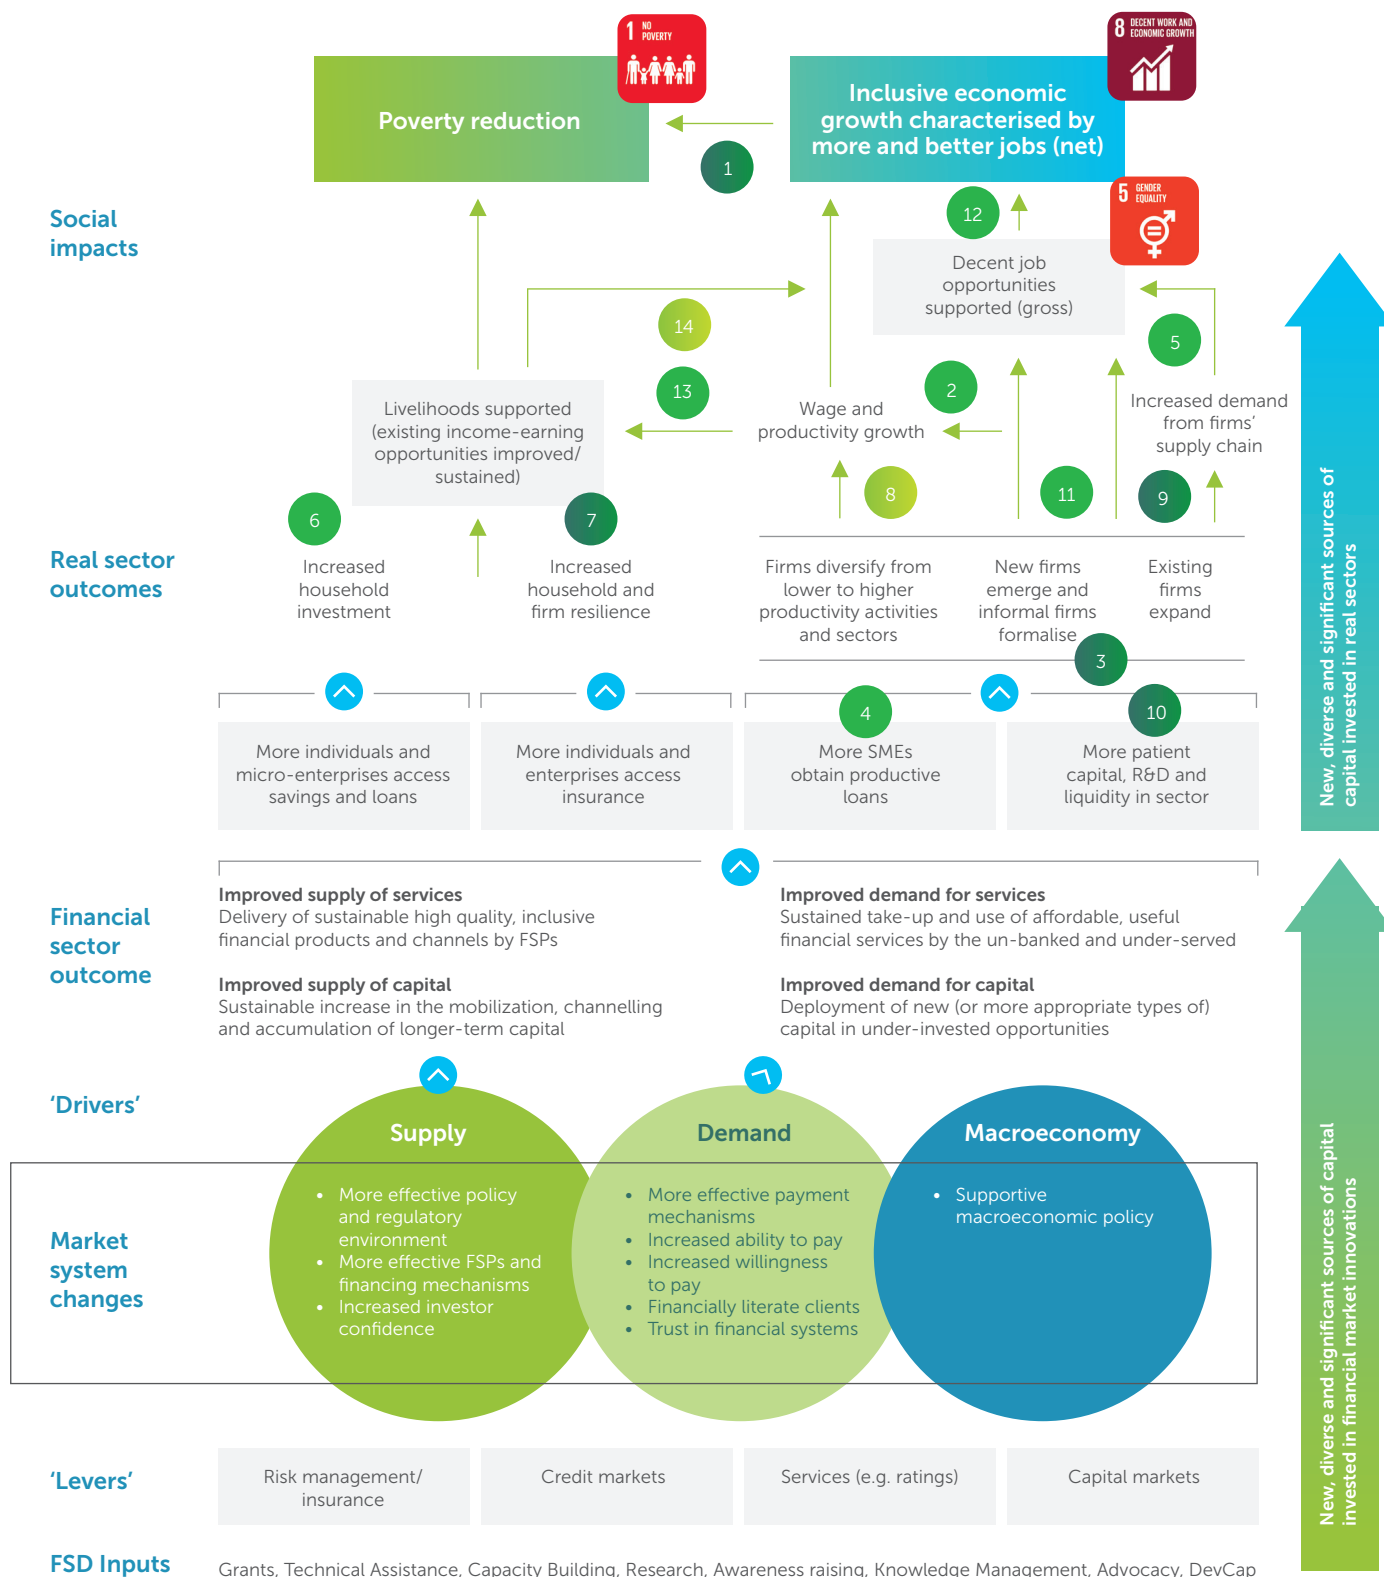 1 NO
POVERTY
8 DECENT WORK AND
ECONOMIC GROWTH
Poverty reduction
Inclusive economic
growth characterised by
more and better jobs (net)
1
Social
impacts
5 GENDER
EQUALITY
12
Decent job
opportunities
supported (gross)
14
5
13
2
Livelihoods supported
(existing income-earning
opportunities improved/
sustained)
Wage and
productivity growth
Increased demand
from firms’
supply chain
6
7
8
11
9
Real sector
outcomes
Increased
household
investment
Increased
household and
firm resilience
Firms diversify from
lower to higher
productivity activities
and sectors
New firms
emerge and
informal firms
formalise
Existing
firms
expand
3
4
10
More individuals and
micro-enterprises access
savings and loans
More individuals and
enterprises access
insurance
More SMEs
obtain productive
loans
More patient
capital, R&D and
liquidity in sector
New, diverse and significant sources of
capital invested in real sectors
Financial
sector
outcome
Improved supply of services
Delivery of sustainable high quality, inclusive
financial products and channels by FSPs
Improved demand for services
Sustained take-up and use of affordable, useful
financial services by the un-banked and under-served
Improved supply of capital
Sustainable increase in the mobilization, channelling
and accumulation of longer-term capital
Improved demand for capital
Deployment of new (or more appropriate types of)
capital in under-invested opportunities
‘Drivers’
Supply
Demand
Macroeconomy
Market
system
changes
• More effective policy
and regulatory
environment
• More effective FSPs and
financing mechanisms
• Increased investor
confidence
• More effective payment
mechanisms
• Increased ability to pay
• Increased willingness
to pay
• Financially literate clients
• Trust in financial systems
• Supportive
macroeconomic policy
New, diverse and significant sources of capital
invested in financial market innovations
‘Levers’
Risk management/
insurance
Credit markets
Services (e.g. ratings)
Capital markets
FSD Inputs
Grants, Technical Assistance, Capacity Building, Research, Awareness raising, Knowledge Management, Advocacy, DevCap